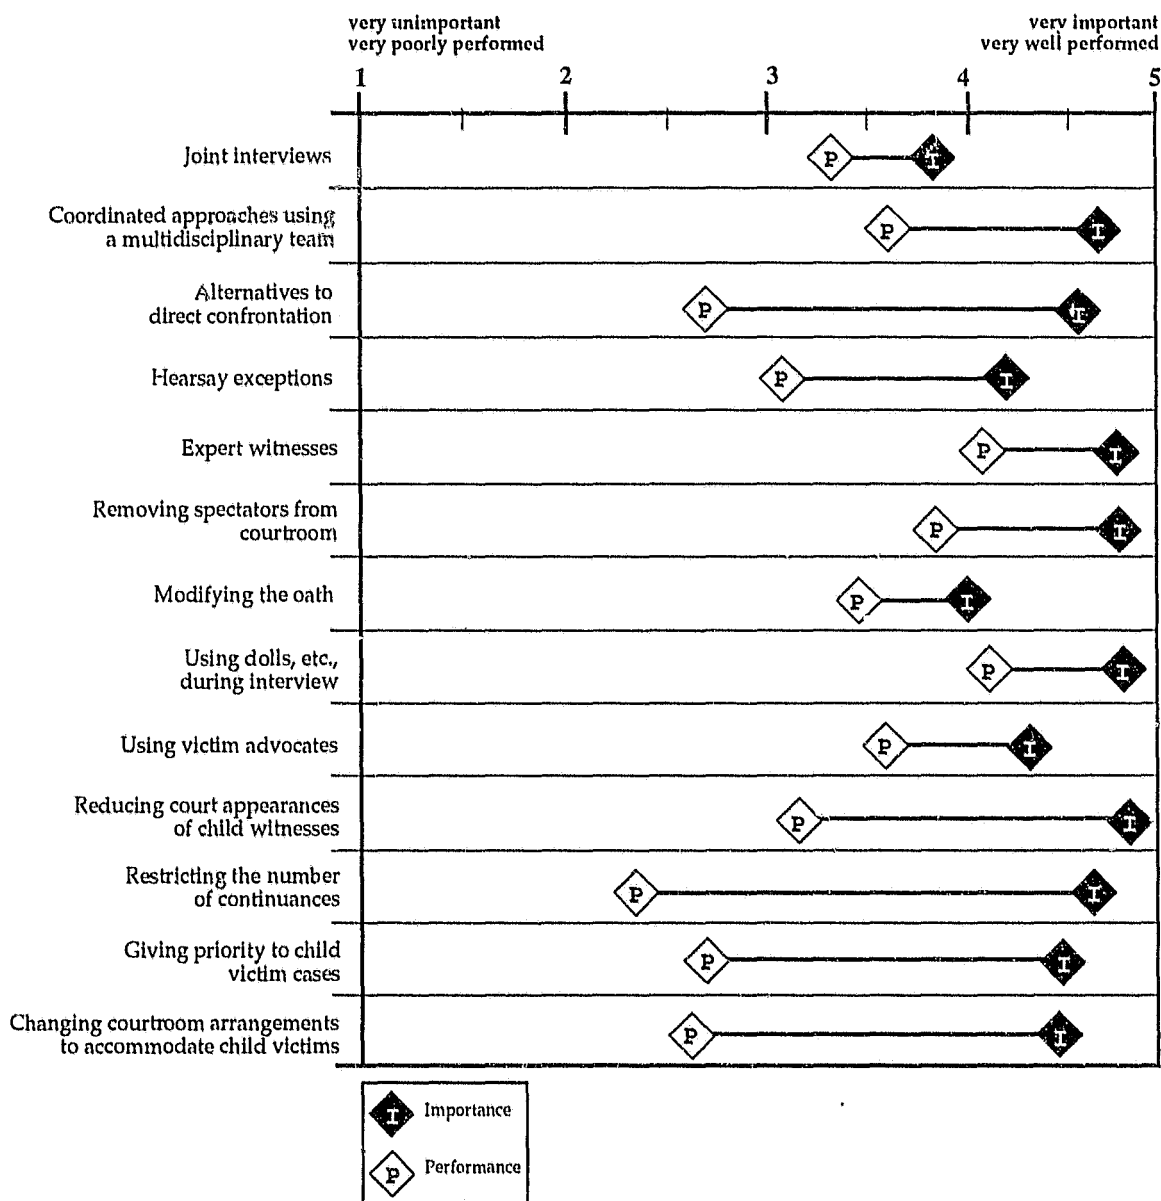 very unimportant
very poorly performed
very important
very well performed
1 2 3 4 5
Joint interviews
P I
Coordinated approaches using
a multidisciplinary team
P I
Alternatives to
direct confrontation
P I
Hearsay exceptions
P I
Expert witnesses
P I
Removing spectators from
courtroom
P I
Modifying the oath
P I
Using dolls, etc.,
during interview
P I
Using victim advocates
P I
Reducing court appearances
of child witnesses
P I
Restricting the number
of continuances
P I
Giving priority to child
victim cases
P I
Changing courtroom arrangements
to accommodate child victims
P I
I Importance
P Performance